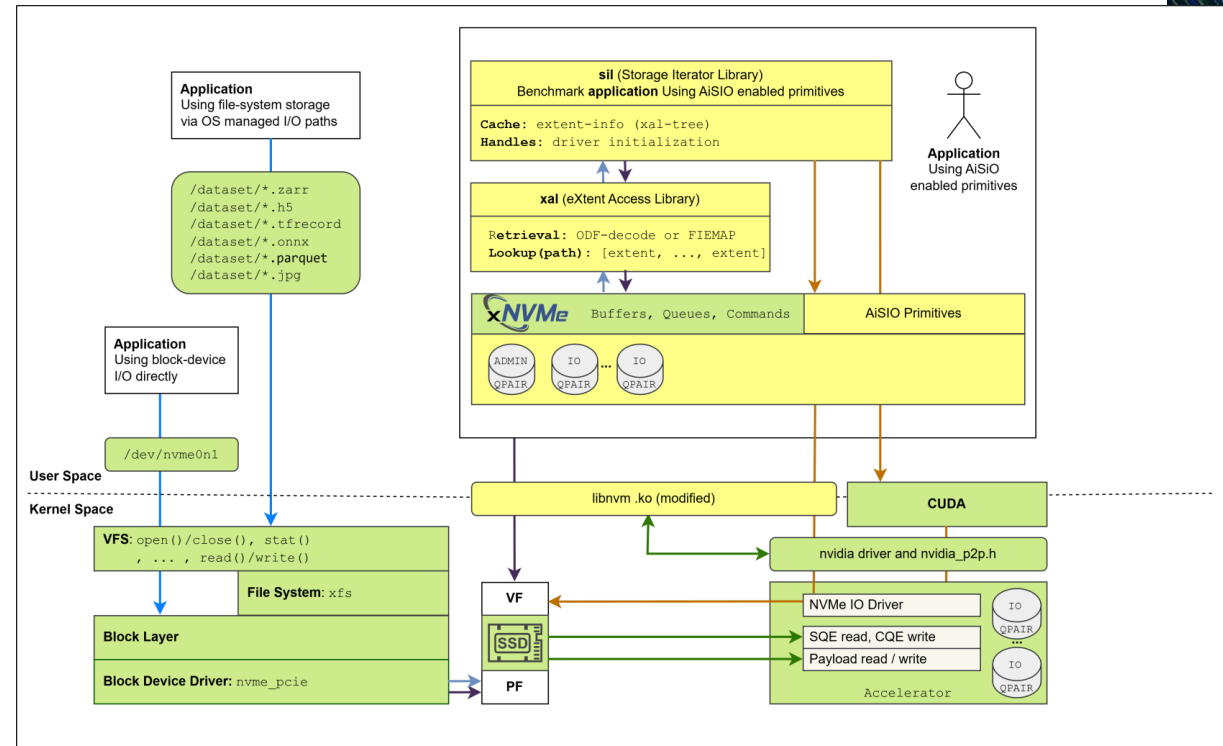 sil (Storage Iterator Library)
Benchmark application Using AiSIO enabled primitives
Cache: extent-info (xal-tree)
Handles: driver initialization
Application
Using file-system storage
via OS managed I/O paths
Application
Using AiSiO
enabled primitives
/dataset/*.zarr
/dataset/*.h5
/dataset/*.tfrecord
/dataset/*.onnx
/dataset/*.parquet
/dataset/*.jpg
xal (eXtent Access Library)
Retrieval: ODF-decode or FIEMAP
Lookup(path): [extent, ..., extent]
xNVMe Buffers, Queues, Commands
AiSIO Primitives
Application
Using block-device
I/O directly
ADMIN
QPAIR
IO
QPAIR
...
IO
QPAIR
/dev/nvme0n1
User Space
Kernel Space
libnvm .ko (modified)
CUDA
VFS: open()/close(), stat()
, ... , read()/write()
nvidia driver and nvidia_p2p.h
File System: xfs
VF
NVMe IO Driver
IO
QPAIR
Block Layer
SSD
SQE read, CQE write
...
Payload read / write
IO
QPAIR
Block Device Driver: nvme_pcie
PF
Accelerator